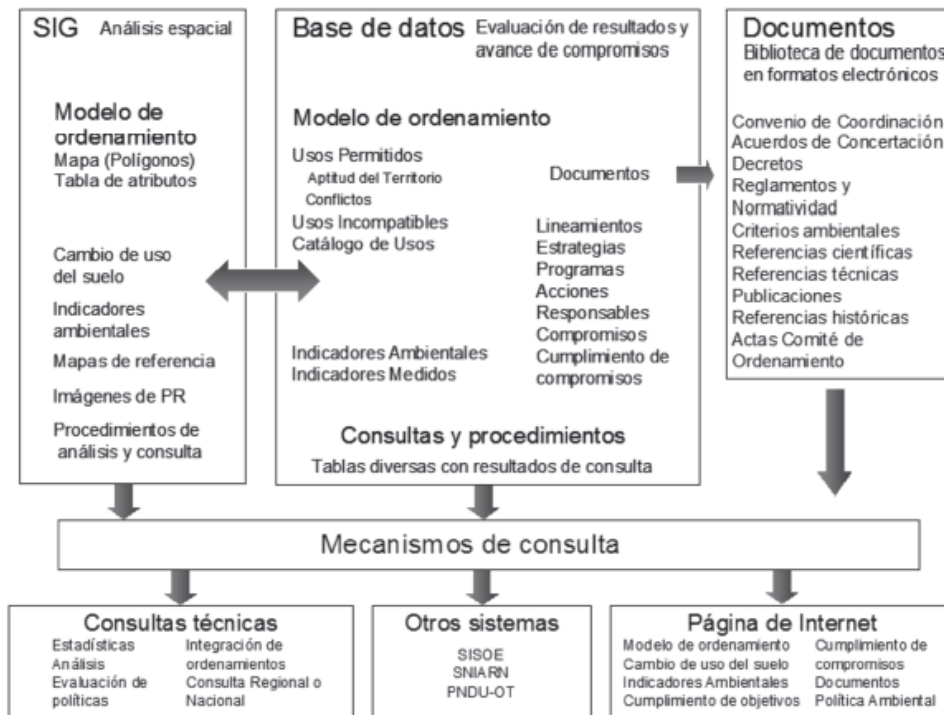 SIG Análisis espacial
Modelo de
ordenamiento
Mapa (Polígonos)
Tabla de atributos
Cambio de uso
del suelo
Indicadores
ambientales
Mapas de referencia
Imágenes de PR
Procedimientos de
análisis y consulta
Base de datos Evaluación de resultados y
avance de compromisos
Modelo de ordenamiento
Usos Permitidos
Aptitud del Territorio
Conflictos
Usos Incompatibles
Catálogo de Usos
Indicadores Ambientales
Indicadores Medidos
Documentos
Lineamientos
Estrategias
Programas
Acciones
Responsables
Compromisos
Cumplimiento de
compromisos
Consultas y procedimientos
Tablas diversas con resultados de consulta
Documentos
Biblioteca de documentos
en formatos electrónicos
Convenio de Coordinación
Acuerdos de Concertación
Decretos
Reglamentos y
Normatividad
Criterios ambientales
Referencias científicas
Referencias técnicas
Publicaciones
Referencias históricas
Actas Comité de
Ordenamiento
Mecanismos de consulta
Consultas técnicas
Estadísticas
Análisis
Evaluación de
políticas
Integración de
ordenamientos
Consulta Regional o
Nacional
Otros sistemas
SISOE
SNIARN
PNDU-OT
Página de Internet
Modelo de ordenamiento
Cambio de uso del suelo
Indicadores Ambientales
Cumplimiento de objetivos
Cumplimiento de
compromisos
Documentos
Política Ambiental